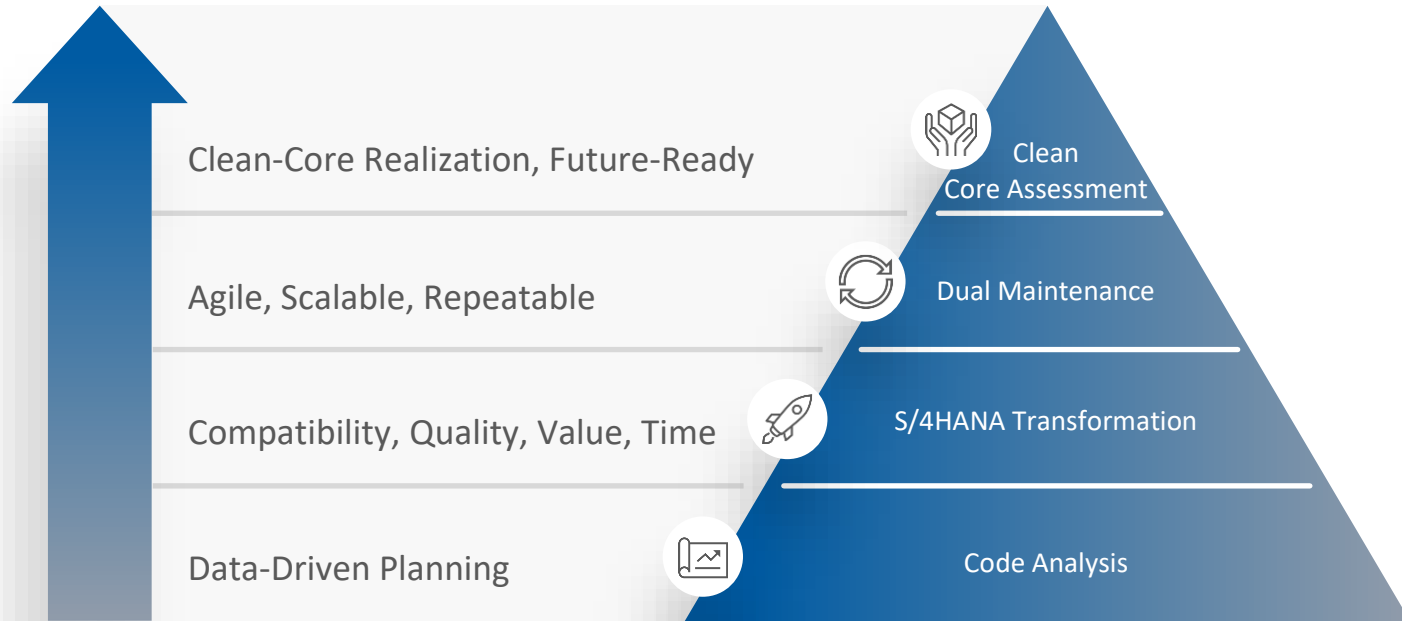 Clean-Core Realization, Future-Ready
Clean
Core Assessment
Agile, Scalable, Repeatable
Dual Maintenance
Compatibility, Quality, Value, Time
S/4HANA Transformation
Data-Driven Planning
Code Analysis